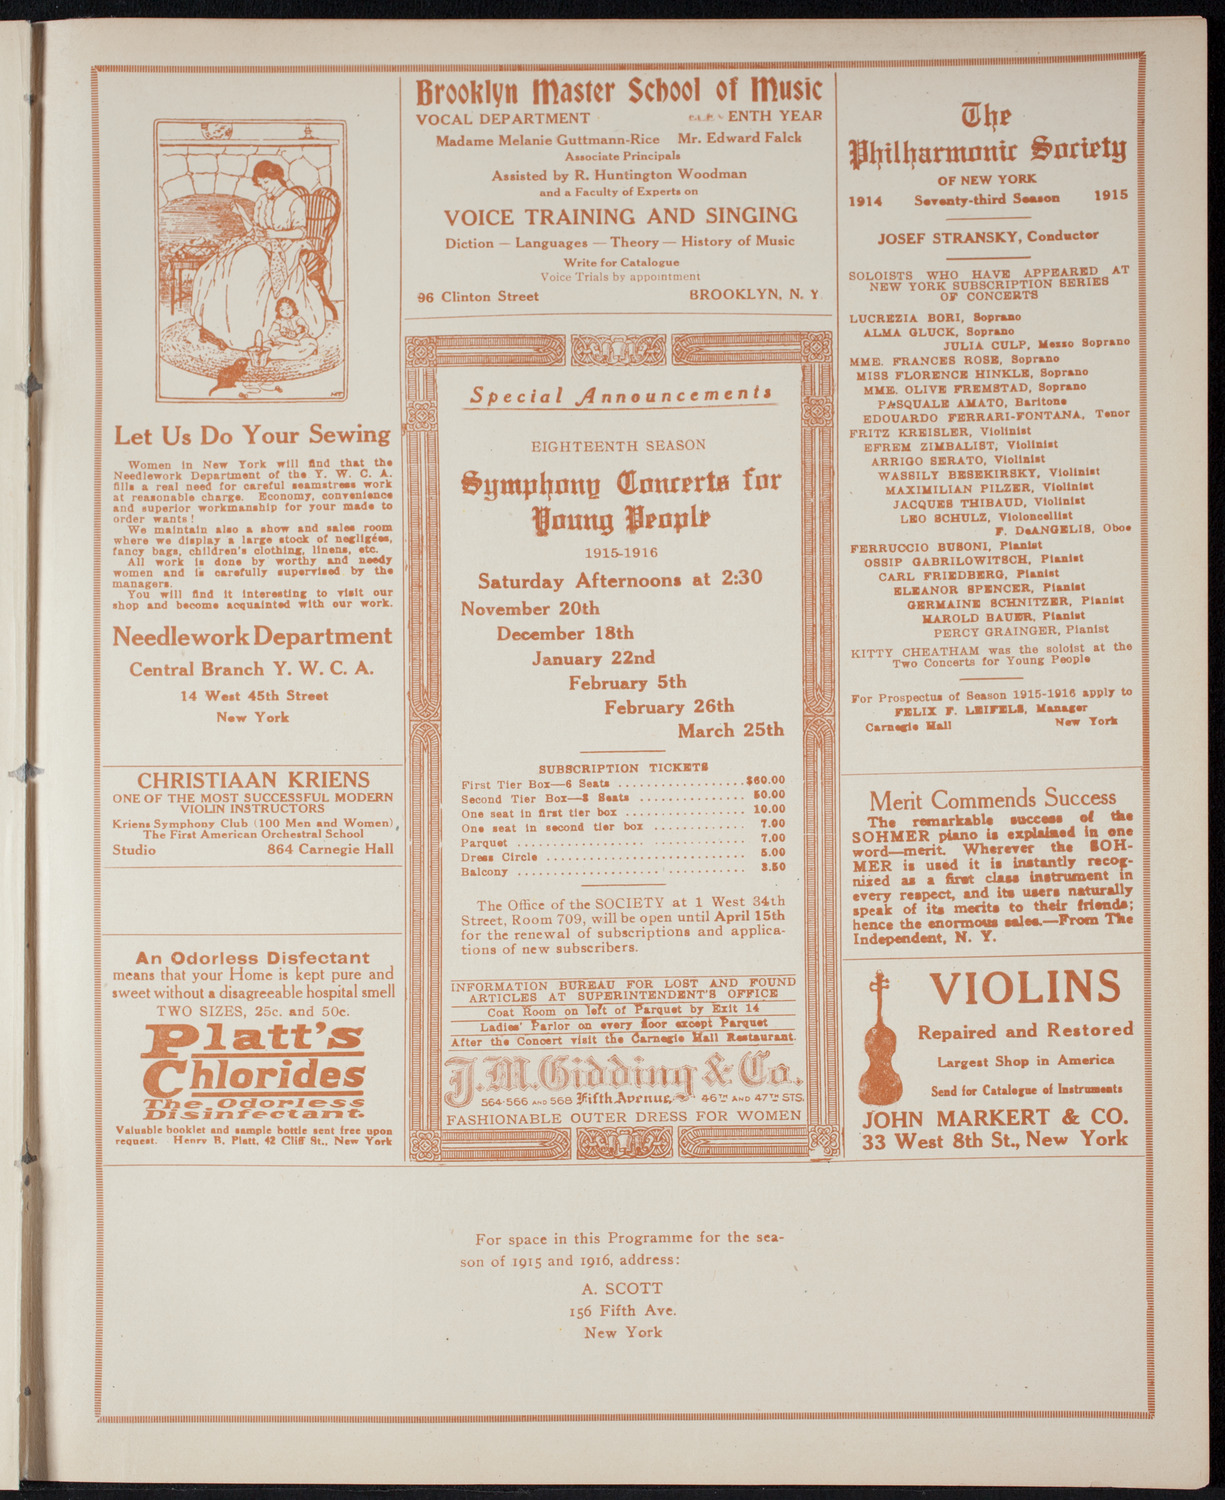 Let Us Do Your Sewing
Women in New York will find that the
Needlework Department of the Y. W. C. A.
fills a real need for careful seamstress work
at reasonable charge. Economy, convenience
and superior workmanship for your made to
order wants!
We maintain also a show and sales room
where we display a large stock of negligées,
fancy bags, children's clothing, linens, etc.
All work is done by worthy and needy
women and is carefully supervised by the
managers.
You will find it interesting to visit our
shop and become acquainted with our work.
Needlework Department
Central Branch Y. W. C. A.
14 West 45th Street
New York
CHRISTIAAN KRIENS
ONE OF THE MOST SUCCESSFUL MODERN
VIOLIN INSTRUCTORS
Kriens Symphony Club (100 Men and Women),
The First American Orchestral School
Studio 864 Carnegie Hall
An Odorless Disfectant
means that your Home is kept pure and
sweet without a disagreeable hospital smell
TWO SIZES, 25c. and 50c.
Platt's
Chlorides
The Odorless
Disinfectant.
Valuable booklet and sample bottle sent free upon
request. Henry B. Platt, 42 Cliff St., New York
Brooklyn Master School of Music
VOCAL DEPARTMENT ENTH YEAR
Madame Melanie Guttmann-Rice Mr. Edward Falck
Associate Principals
Assisted by R. Huntington Woodman
and a Faculty of Experts on
VOICE TRAINING AND SINGING
Diction — Languages — Theory — History of Music
Write for Catalogue
Voice Trials by appointment
96 Clinton Street BROOKLYN, N. Y
Special Announcements
EIGHTEENTH SEASON
Symphony Concerts for
Young People
1915-1916
Saturday Afternoons at 2:30
November 20th
December 18th
January 22nd
February 5th
February 26th
March 25th
SUBSCRIPTION TICKETS
First Tier Box—6 Seats .................. $60.00
Second Tier Box—8 Seats ............... 50.00
One seat in first tier box ................. 10.00
One seat in second tier box ............. 7.00
Parquet ................................ 7.00
Dress Circle ............................ 5.00
Balcony ................................ 3.50
The Office of the SOCIETY at 1 West 34th
Street, Room 709, will be open until April 15th
for the renewal of subscriptions and applica-
tions of new subscribers.
INFORMATION BUREAU FOR LOST AND FOUND
ARTICLES AT SUPERINTENDENT'S OFFICE
Coat Room on left of Parquet by Exit 14
Ladies' Parlor on every floor except Parquet
After the Concert visit the Carnegie Hall Restaurant.
J.M. Gidding & Co.
564-566 AND 568 Fifth Avenue, 46TH AND 47TH STS.
FASHIONABLE OUTER DRESS FOR WOMEN
The
Philharmonic Society
OF NEW YORK
1914 Seventy-third Season 1915
JOSEF STRANSKY, Conductor
SOLOISTS WHO HAVE APPEARED AT
NEW YORK SUBSCRIPTION SERIES
OF CONCERTS
LUCREZIA BORI, Soprano
ALMA GLUCK, Soprano
JULIA CULP, Mezzo Soprano
MME. FRANCES ROSE, Soprano
MISS FLORENCE HINKLE, Soprano
MME. OLIVE FREMSTAD, Soprano
PASQUALE AMATO, Baritone
EDOUARDO FERRARI-FONTANA, Tenor
FRITZ KREISLER, Violinist
EFREM ZIMBALIST, Violinist
ARRIGO SERATO, Violinist
WASSILY BESEKIRSKY, Violinist
MAXIMILIAN PILZER, Violinist
JACQUES THIBAUD, Violinist
LEO SCHULZ, Violoncellist
F. DeANGELIS, Oboe
FERRUCCIO BUSONI, Pianist
OSSIP GABRILOWITSCH, Pianist
CARL FRIEDBERG, Pianist
ELEANOR SPENCER, Pianist
GERMAINE SCHNITZER, Pianist
HAROLD BAUER, Pianist
PERCY GRAINGER, Pianist
KITTY CHEATHAM was the soloist at the
Two Concerts for Young People
For Prospectus of Season 1915-1916 apply to
FELIX F. LEIFELS, Manager
Carnegie Hall New York
Merit Commends Success
The remarkable success of the
SOHMER piano is explained in one
word—merit. Wherever the SOH-
MER is used it is instantly recog-
nized as a first class instrument in
every respect, and its users naturally
speak of its merits to their friends;
hence the enormous sales.—From The
Independent, N. Y.
VIOLINS
Repaired and Restored
Largest Shop in America
Send for Catalogue of Instruments
JOHN MARKERT & CO.
33 West 8th St., New York
For space in this Programme for the sea-
son of 1915 and 1916, address:
A. SCOTT
156 Fifth Ave.
New York